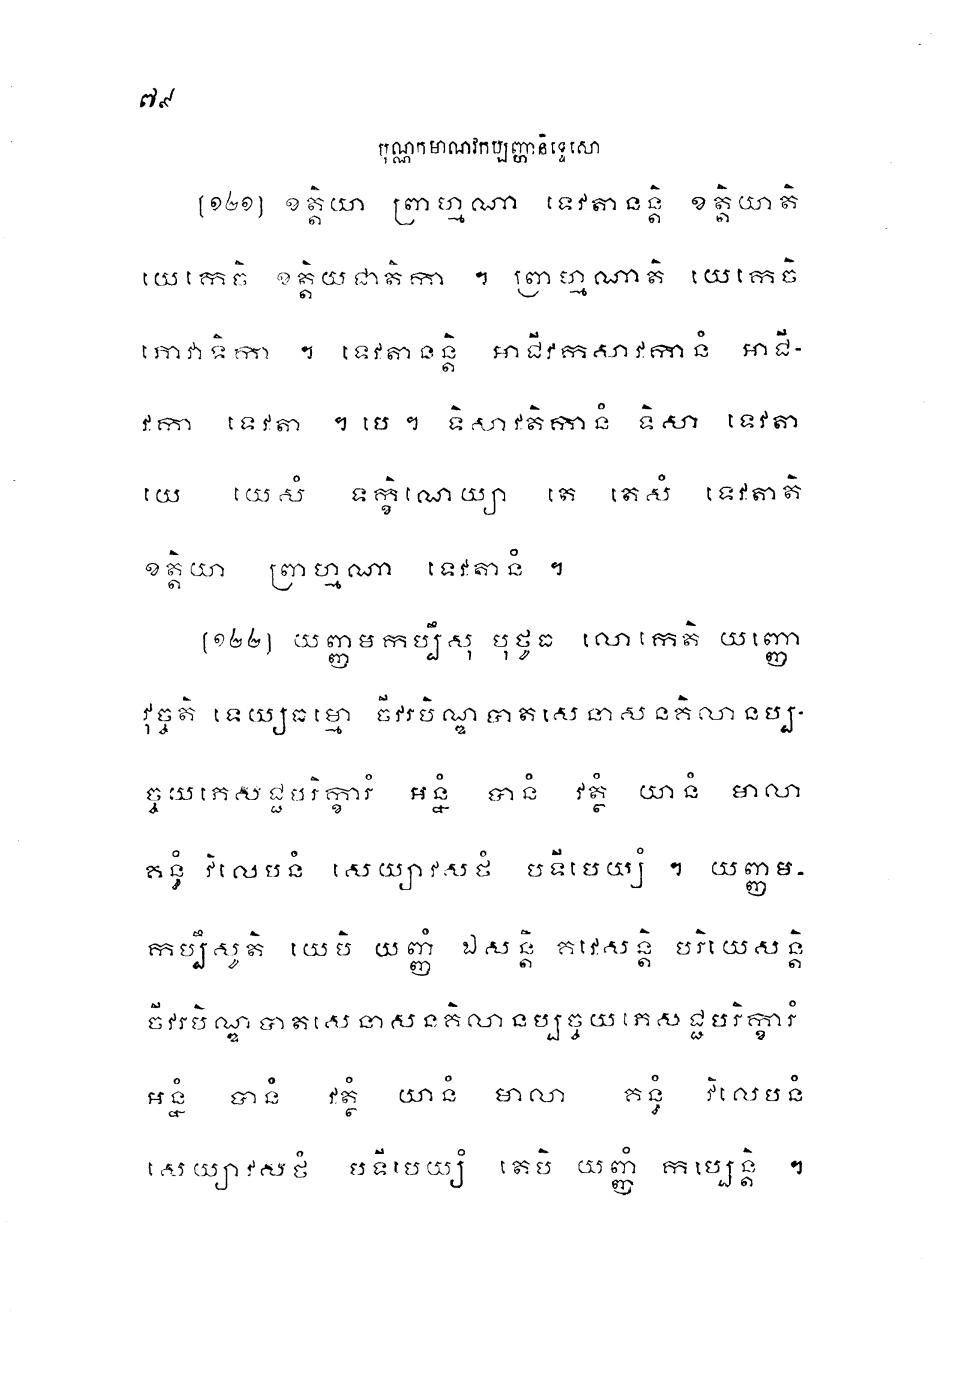 ៧៩
បុណ្ណកមាណវកប្បញ្ហានិទ្ទេសោ
[១២១] ខត្តិយា ព្រាហ្មណា ទេវតានន្តិ ខត្តិយាតិ
យេកេចិ ខត្តិយជាតិកា ។ ព្រាហ្មណាតិ យេកេចិ
កោវាទិកា ។ ទេវតានន្តិ អាជីវកសាវកានំ អាជី-
វកា ទេវតា ។ បេ ។ ទិសាវតិកានំ ទិសា ទេវតា
យេ យេសំ ទក្ខិណេយ្យា តេ តេសំ ទេវតាតិ
ខត្តិយា ព្រាហ្មណា ទេវតានំ ។
[១២២] យញ្ញមកប្បឹសុ បុថូធ លោកេតិ យញ្ញោ
វុច្ចតិ ទេយ្យធម្មោ ចីវរបិណ្ឌបាតសេនាសនគិលានប្ប-
ច្ចយភេសជ្ជបរិក្ខារំ អន្នំ បានំ វត្ថំ យានំ មាលា
គន្ធំ វិលេបនំ សេយ្យាវសថំ បទីបេយ្យំ ។ យញ្ញម-
កប្បឹសូតិ យេបិ យញ្ញំ ឯសន្តិ គវេសន្តិ បរិយេសន្តិ
ចីវរបិណ្ឌបាតសេនាសនគិលានប្បច្ចយភេសជ្ជបរិក្ខារំ
អន្នំ បានំ វត្ថំ យានំ មាលា គន្ធំ វិលេបនំ
សេយ្យាវសថំ បទីបេយ្យំ តេបិ យញ្ញំ កប្បេន្តិ ។